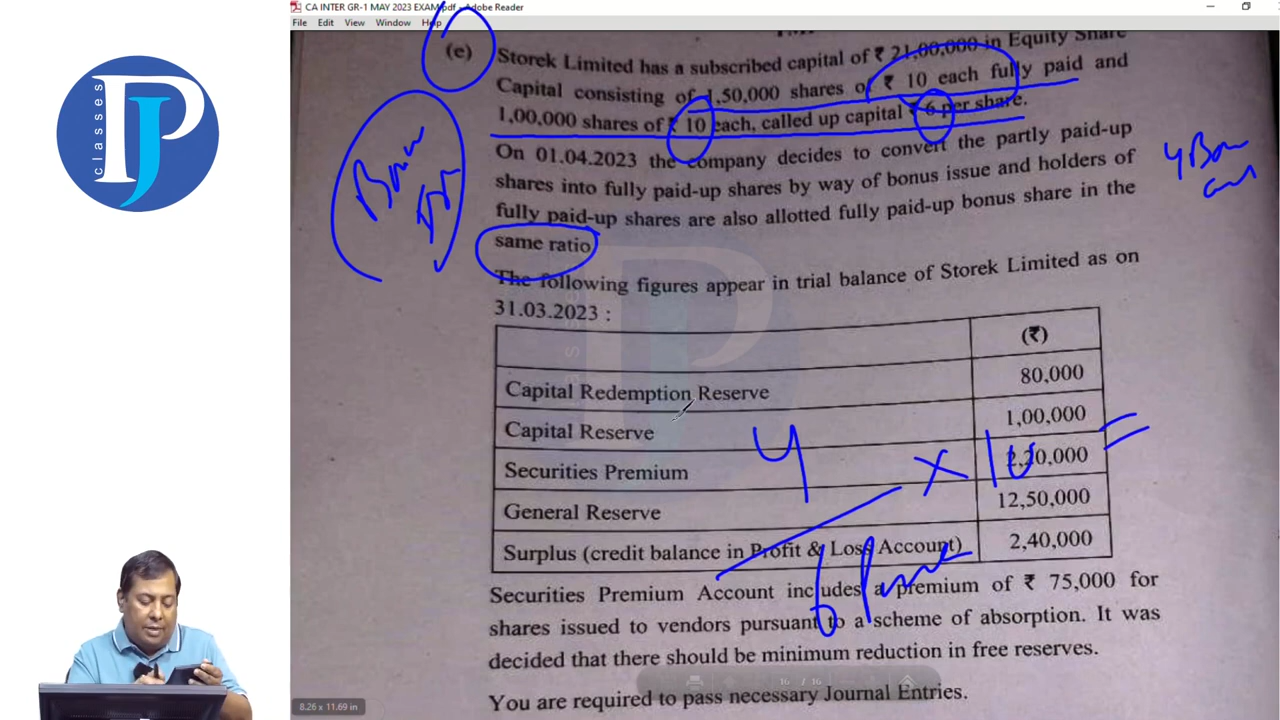 CA INTER GR-1 MAY 2023 EXAM.pdf - Adobe Reader
File Edit View Window Help
classes
PJ
(e) Storek Limited has a subscribed capital of ₹ 21,00,000 in Equity Share
Capital consisting of 1,50,000 shares of ₹ 10 each fully paid and
1,00,000 shares of ₹ 10 each, called up capital ₹ 6 per share.
On 01.04.2023 the company decides to convert the partly paid-up
shares into fully paid-up shares by way of bonus issue and holders of
fully paid-up shares are also allotted fully paid-up bonus share in the
same ratio
The following figures appear in trial balance of Storek Limited as on
31.03.2023 :
(₹)
Capital Redemption Reserve 80,000
Capital Reserve 1,00,000
Securities Premium 2,20,000
General Reserve 12,50,000
Surplus (credit balance in Profit & Loss Account) 2,40,000
4
× 10 =
6
Securities Premium Account includes a premium of ₹ 75,000 for
shares issued to vendors pursuant to a scheme of absorption. It was
decided that there should be minimum reduction in free reserves.
You are required to pass necessary Journal Entries.
16 / 16
8.26 x 11.69 in